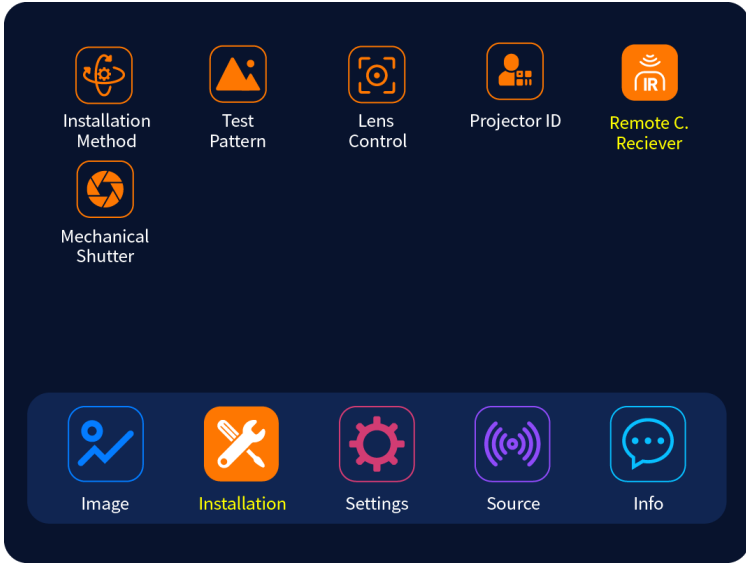 Installation
Method
Test
Pattern
Lens
Control
Projector ID
IR
Remote C.
Reciever
Mechanical
Shutter
Image
Installation
Settings
Source
Info